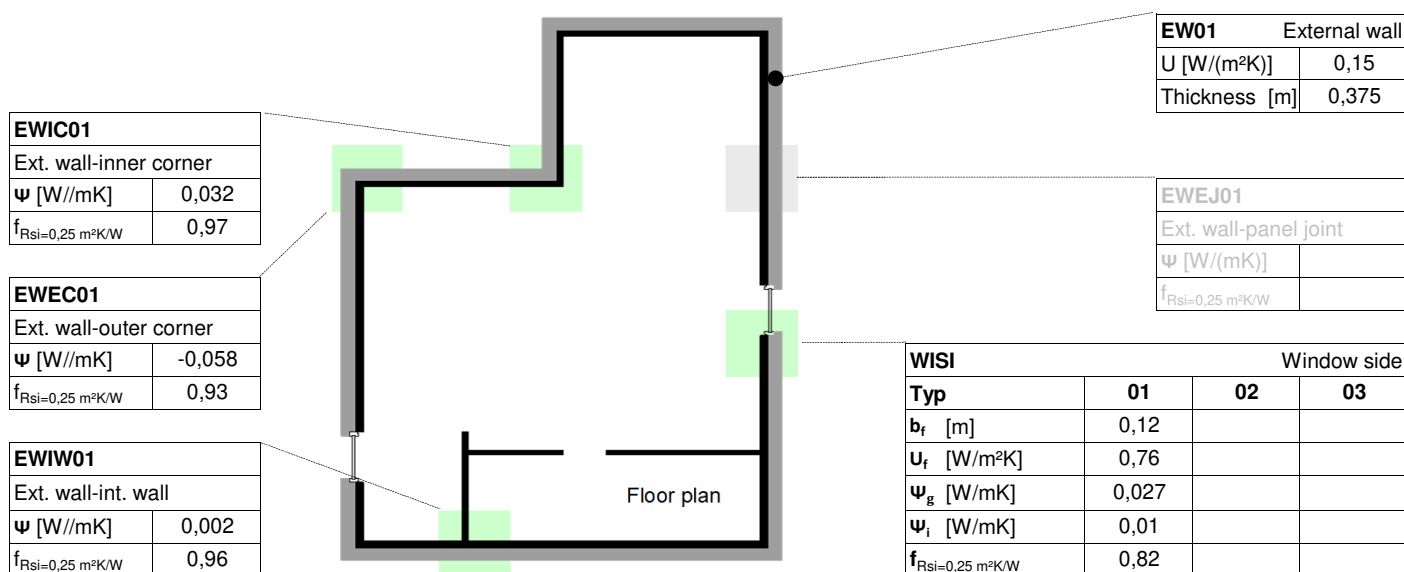 EW01 External wall
U [W/(m²K)] 0,15
Thickness [m] 0,375
EWIC01
Ext. wall-inner corner
Ψ [W//mK] 0,032
fRsi=0,25 m²K/W 0,97
EWEJ01
Ext. wall-panel joint
Ψ [W/(mK)]
fRsi=0,25 m²K/W
EWEC01
Ext. wall-outer corner
Ψ [W//mK] -0,058
fRsi=0,25 m²K/W 0,93
WISI Window side
Typ 01 02 03
bf [m] 0,12
Uf [W/m²K] 0,76
Ψg [W/mK] 0,027
Ψi [W/mK] 0,01
fRsi=0,25 m²K/W 0,82
EWIW01
Ext. wall-int. wall
Ψ [W//mK] 0,002
fRsi=0,25 m²K/W 0,96
Floor plan